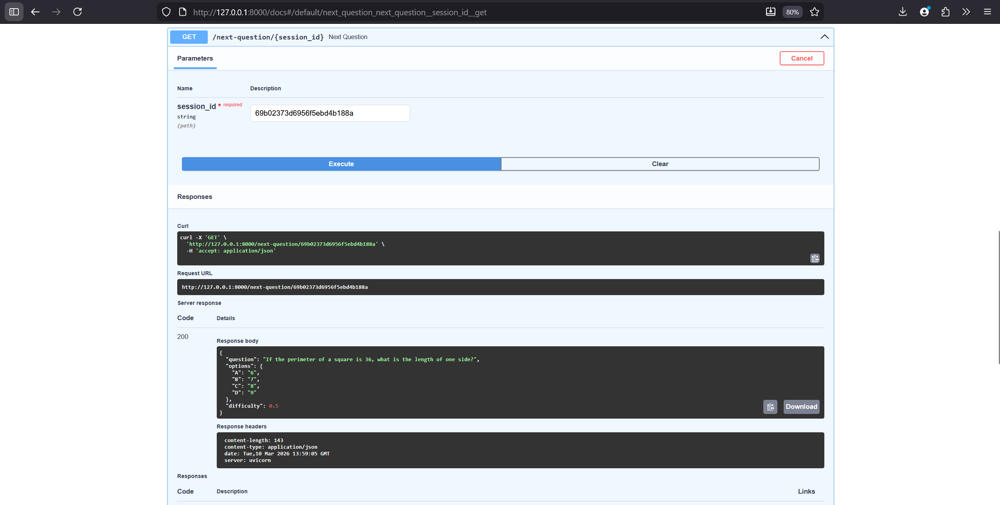 http://127.0.0.1:8000/docs#/default/next_question_next_question__session_id__get
80%
GET /next-question/{session_id} Next Question
Parameters
Cancel
Name Description
session_id * required
string
(path)
69b02373d6956f5ebd4b188a
Execute Clear
Responses
Curl
curl -X 'GET' \
'http://127.0.0.1:8000/next-question/69b02373d6956f5ebd4b188a' \
-H 'accept: application/json'
Request URL
http://127.0.0.1:8000/next-question/69b02373d6956f5ebd4b188a
Server response
Code Details
200
Response body
{
"question": "If the perimeter of a square is 36, what is the length of one side?",
"options": {
"A": "6",
"B": "7",
"C": "8",
"D": "9"
},
"difficulty": 0.5
}
Download
Response headers
content-length: 143
content-type: application/json
date: Tue,10 Mar 2026 13:59:05 GMT
server: uvicorn
Responses
Code Description Links